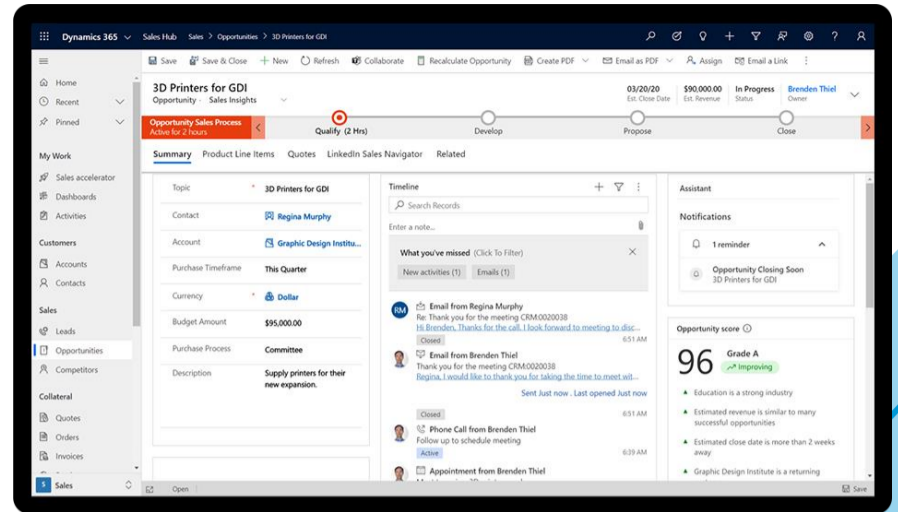 Dynamics 365
Sales Hub Sales > Opportunities > 3D Printers for GDI
Save Save & Close New Refresh Collaborate Recalculate Opportunity Create PDF Email as PDF Assign Email a Link
Home
Recent
Pinned
My Work
Sales accelerator
Dashboards
Activities
Customers
Accounts
Contacts
Sales
Leads
Opportunities
Competitors
Collateral
Quotes
Orders
Invoices
S Sales
3D Printers for GDI
Opportunity · Sales Insights
03/20/20
Est. Close Date
$90,000.00
Est. Revenue
In Progress
Status
Brenden Thiel
Owner
Opportunity Sales Process
Active for 2 hours
Qualify (2 Hrs)
Develop
Propose
Close
Summary Product Line Items Quotes LinkedIn Sales Navigator Related
Topic * 3D Printers for GDI
Contact Regina Murphy
Account Graphic Design Institu...
Purchase Timeframe This Quarter
Currency * Dollar
Budget Amount $95,000.00
Purchase Process Committee
Description Supply printers for their
new expansion.
Timeline
Search Records
Enter a note...
What you've missed (Click To Filter)
New activities (1) Emails (1)
RM
Email from Regina Murphy
Re: Thank you for the meeting CRM:0020038
Hi Brenden, Thanks for the call. I look forward to meeting to disc...
Closed 6:51 AM
Email from Brenden Thiel
Thank you for the meeting CRM:0020038
Regina, I would like to thank you for taking the time to meet wit...
Sent Just now . Last opened Just now
Closed 6:51 AM
Phone Call from Brenden Thiel
Follow up to schedule meeting
Active 6:39 AM
Appointment from Brenden Thiel
Assistant
Notifications
1 reminder
Opportunity Closing Soon
3D Printers for GDI
Opportunity score
96
Grade A
Improving
Education is a strong industry
Estimated revenue is similar to many
successful opportunities
Estimated close date is more than 2 weeks
away
Graphic Design Institute is a returning
Open
Save